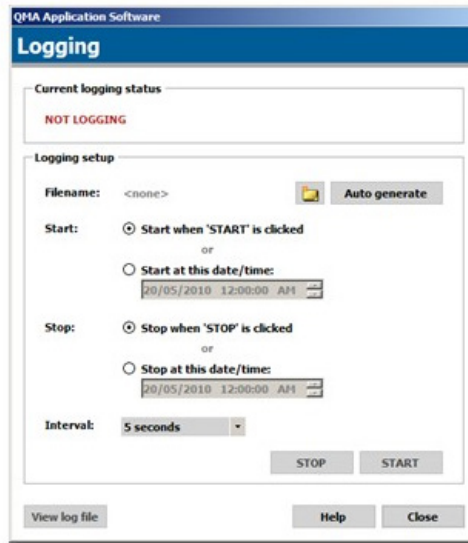 QMA Application Software
Logging
Current logging status
NOT LOGGING
Logging setup
Filename: <none> Auto generate
Start: Start when 'START' is clicked
or
Start at this date/time:
20/05/2010 12:00:00 AM
Stop: Stop when 'STOP' is clicked
or
Stop at this date/time:
20/05/2010 12:00:00 AM
Interval: 5 seconds
STOP START
View log file Help Close